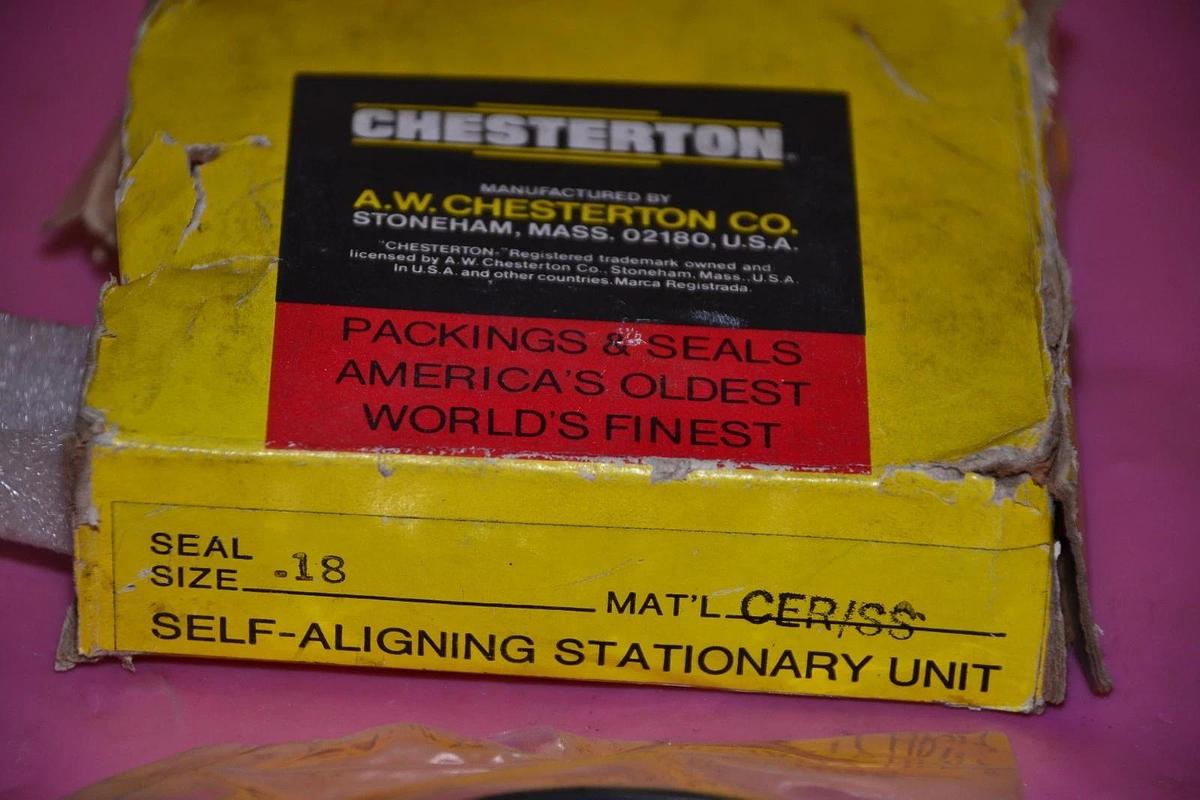 CHESTERTON
MANUFACTURED BY
A.W. CHESTERTON CO.
STONEHAM, MASS. 02180, U.S.A.
"CHESTERTON-" Registered trademark owned and
licensed by A.W. Chesterton Co., Stoneham, Mass., U.S.A.
In U.S.A. and other countries. Marca Registrada.
PACKINGS & SEALS
AMERICA'S OLDEST
WORLD'S FINEST
SEAL
SIZE .18
MAT'L CER/SS
SELF-ALIGNING STATIONARY UNIT